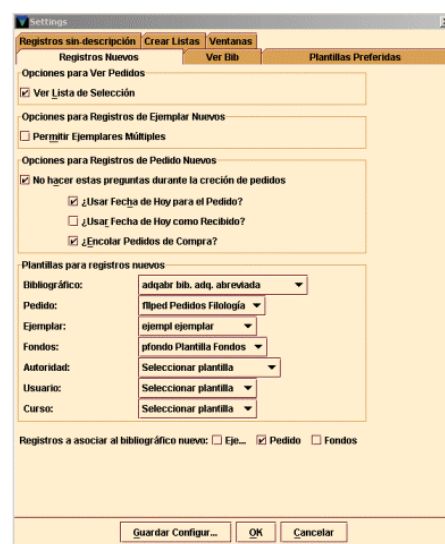 Settings
Registros sin-descripción Crear Listas Ventanas
Registros Nuevos Ver Bib Plantillas Preferidas
Opciones para Ver Pedidos
Ver Lista de Selección
Opciones para Registros de Ejemplar Nuevos
Permitir Ejemplares Múltiples
Opciones para Registros de Pedido Nuevos
No hacer estas preguntas durante la creción de pedidos
¿Usar Fecha de Hoy para el Pedido?
¿Usar Fecha de Hoy como Recibido?
¿Encolar Pedidos de Compra?
Plantillas para registros nuevos
Bibliográfico: adqabr bib. adq. abreviada
Pedido: filped Pedidos Filología
Ejemplar: ejempl ejemplar
Fondos: pfondo Plantilla Fondos
Autoridad: Seleccionar plantilla
Usuario: Seleccionar plantilla
Curso: Seleccionar plantilla
Registros a asociar al bibliográfico nuevo: Eje... Pedido Fondos
Guardar Configur... OK Cancelar